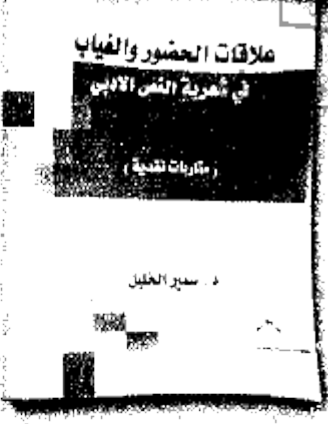 علاقات الحضور والغياب
في شعرية النص الادبي
(مقاربات نقدية)
د. سمير الخليل